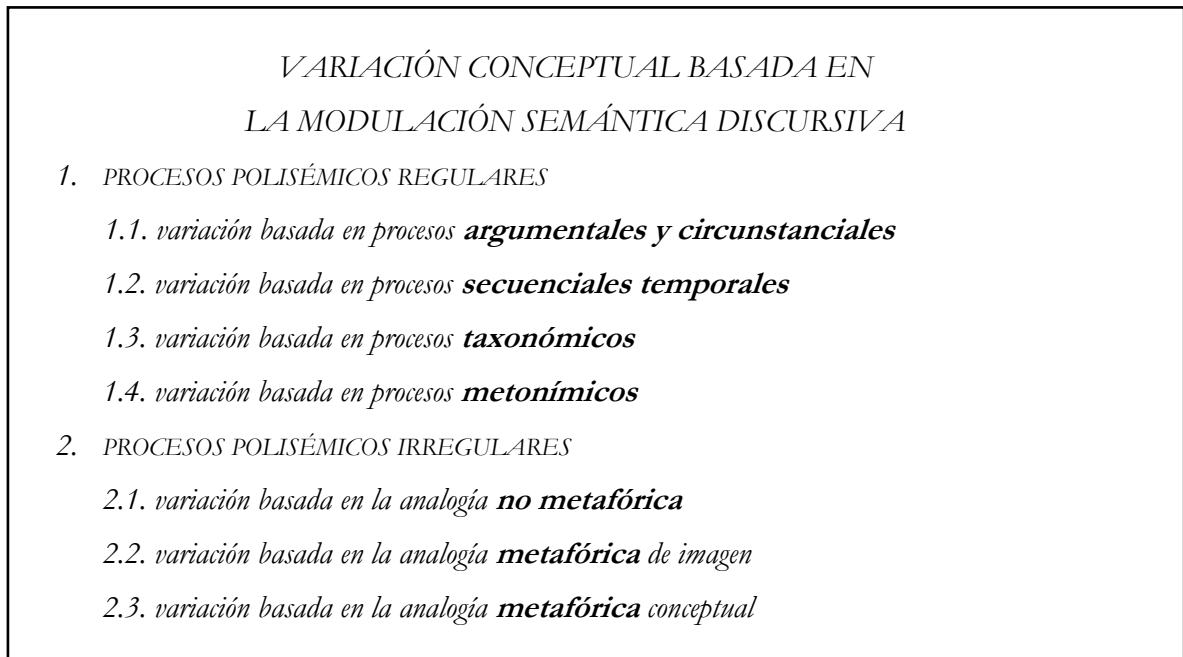 VARIACIÓN CONCEPTUAL BASADA EN
LA MODULACIÓN SEMÁNTICA DISCURSIVA
1. PROCESOS POLISÉMICOS REGULARES
1.1. variación basada en procesos argumentales y circunstanciales
1.2. variación basada en procesos secuenciales temporales
1.3. variación basada en procesos taxonómicos
1.4. variación basada en procesos metonímicos
2. PROCESOS POLISÉMICOS IRREGULARES
2.1. variación basada en la analogía no metafórica
2.2. variación basada en la analogía metafórica de imagen
2.3. variación basada en la analogía metafórica conceptual